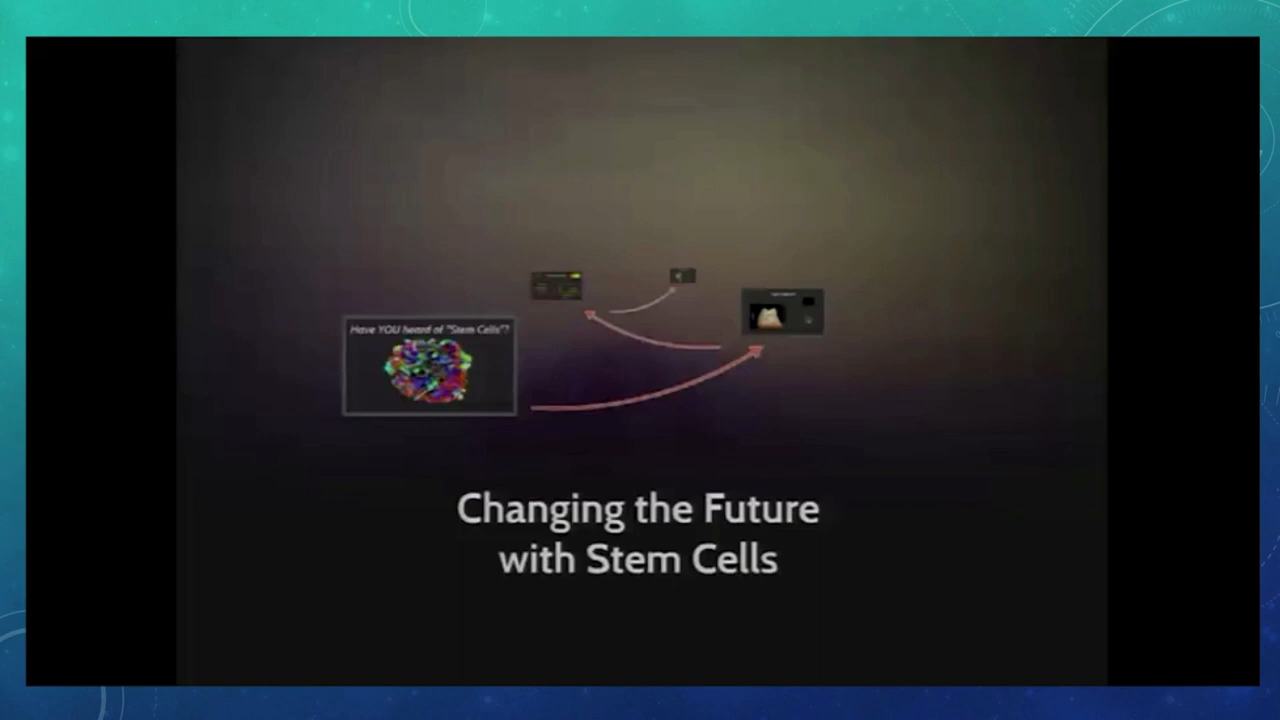 Have YOU heard of "Stem Cells"?
Changing the Future
with Stem Cells